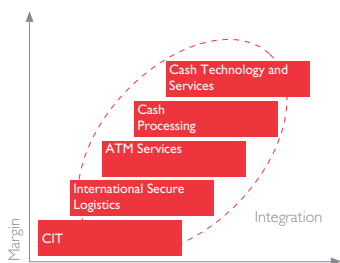 Cash Technology and
Services
Cash
Processing
ATM Services
International Secure
Logistics
CIT
Integration
Margin